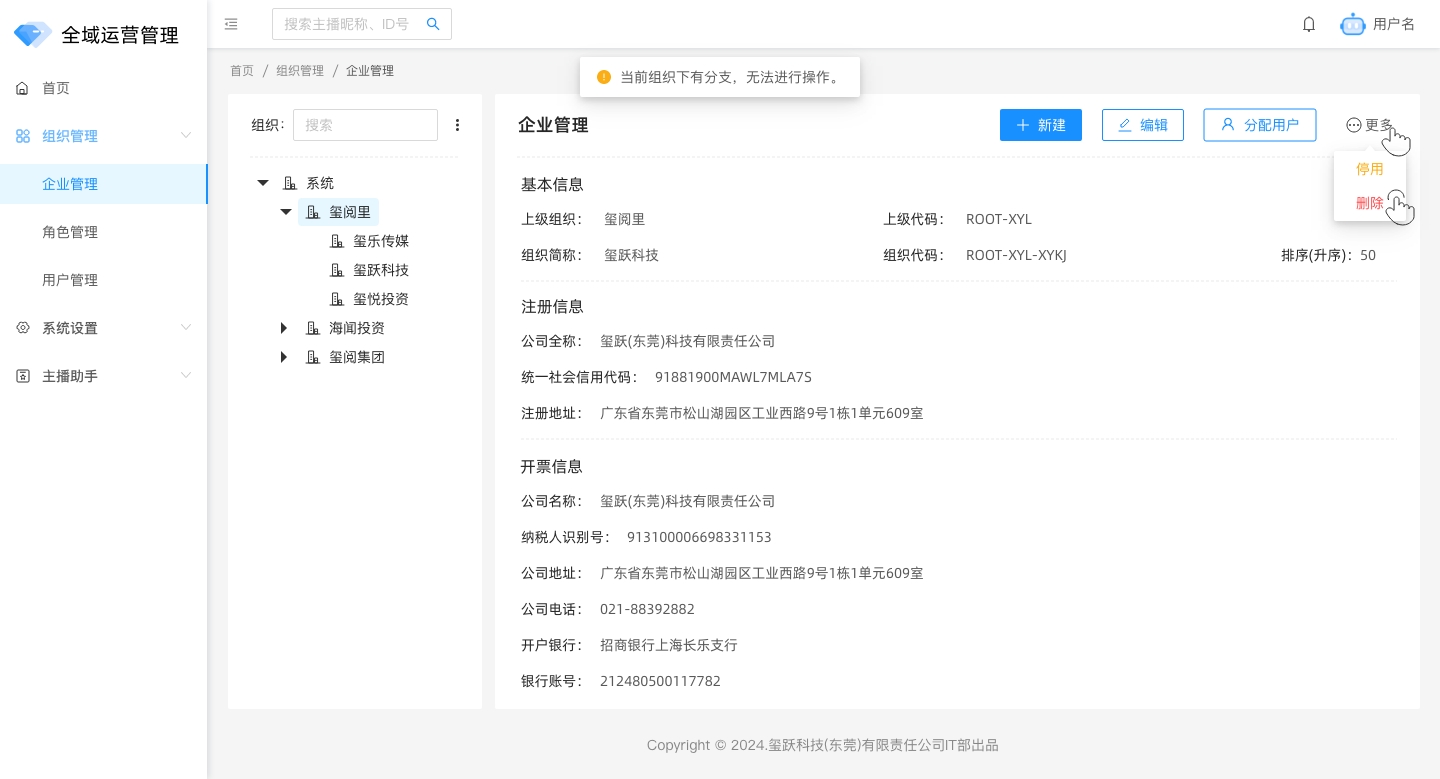 全域运营管理
搜索主播昵称、ID号
用户名
首页
组织管理
企业管理
角色管理
用户管理
系统设置
主播助手
首页 / 组织管理 / 企业管理
当前组织下有分支，无法进行操作。
组织：
搜索
系统
玺阅里
玺乐传媒
玺跃科技
玺悦投资
海闻投资
玺阅集团
企业管理
新建
编辑
分配用户
更多
停用
删除
基本信息
上级组织： 玺阅里 上级代码： ROOT-XYL
组织简称： 玺跃科技 组织代码： ROOT-XYL-XYKJ 排序(升序)： 50
注册信息
公司全称： 玺跃(东莞)科技有限责任公司
统一社会信用代码： 91881900MAWL7MLA7S
注册地址： 广东省东莞市松山湖园区工业西路9号1栋1单元609室
开票信息
公司名称： 玺跃(东莞)科技有限责任公司
纳税人识别号： 913100006698331153
公司地址： 广东省东莞市松山湖园区工业西路9号1栋1单元609室
公司电话： 021-88392882
开户银行： 招商银行上海长乐支行
银行账号： 212480500117782
Copyright © 2024.玺跃科技(东莞)有限责任公司IT部出品